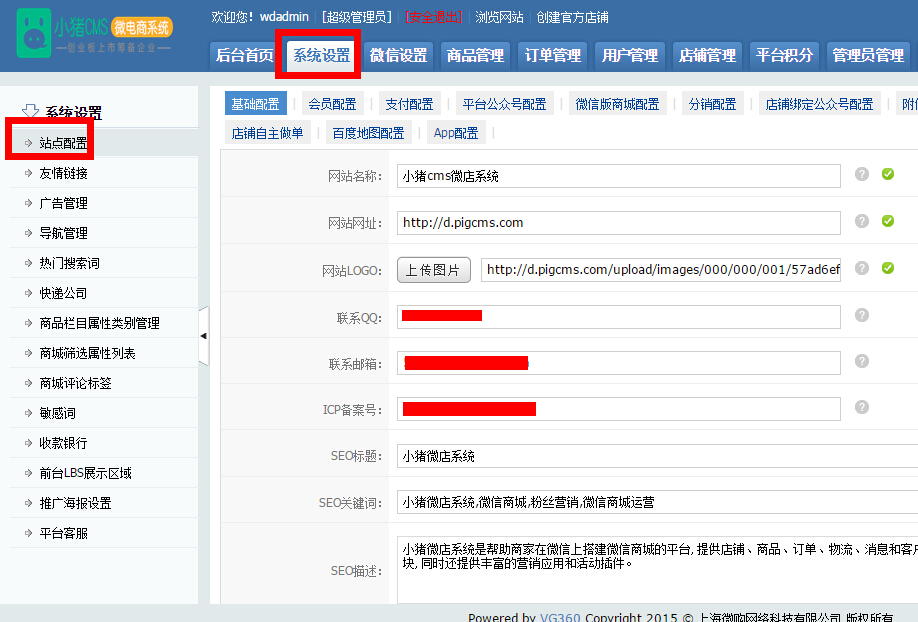 小猪CMS 微电商系统
创业板上市筹备企业
欢迎您! wdadmin [超级管理员] [安全退出] 浏览网站 创建官方店铺
后台首页 系统设置 微信设置 商品管理 订单管理 用户管理 店铺管理 平台积分 管理员管理
系统设置
站点配置
友情链接
广告管理
导航管理
热门搜索词
快递公司
商品栏目属性类别管理
商城筛选属性列表
商城评论标签
敏感词
收款银行
前台LBS展示区域
推广海报设置
平台客服
基础配置 会员配置 支付配置 平台公众号配置 微信版商城配置 分销配置 店铺绑定公众号配置 附
店铺自主做单 百度地图配置 App配置
网站名称: 小猪cms微店系统
网站网址: http://d.pigcms.com
网站LOGO: 上传图片 http://d.pigcms.com/upload/images/000/000/001/57ad6ef
联系QQ:
联系邮箱:
ICP备案号:
SEO标题: 小猪微店系统
SEO关键词: 小猪微店系统,微信商城,粉丝营销,微信商城运营
SEO描述: 小猪微店系统是帮助商家在微信上搭建微信商城的平台, 提供店铺、商品、订单、物流、消息和客户
块, 同时还提供丰富的营销应用和活动插件。
Powered by VG360 Copyright 2015 © 上海微购网络科技有限公司 版权所有